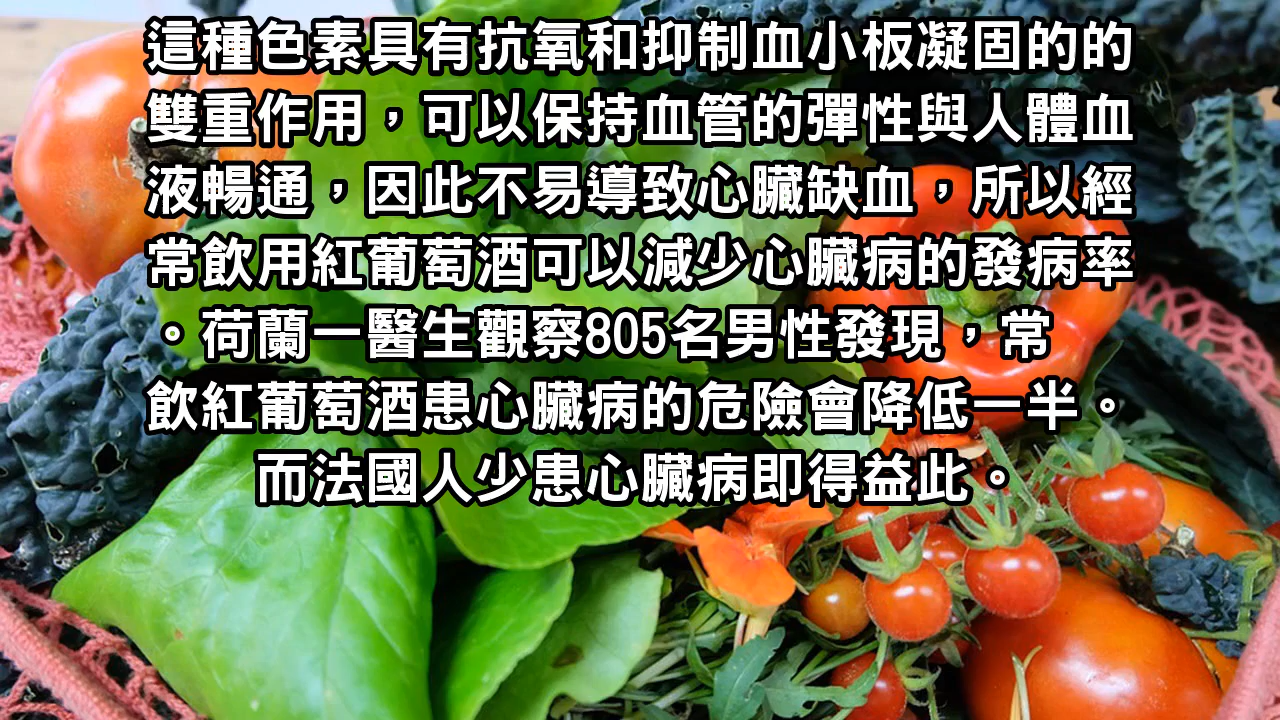 這種色素具有抗氧和抑制血小板凝固的的
雙重作用，可以保持血管的彈性與人體血
液暢通，因此不易導致心臟缺血，所以經
常飲用紅葡萄酒可以減少心臟病的發病率
。荷蘭一醫生觀察805名男性發現，常
飲紅葡萄酒患心臟病的危險會降低一半。
而法國人少患心臟病即得益此。